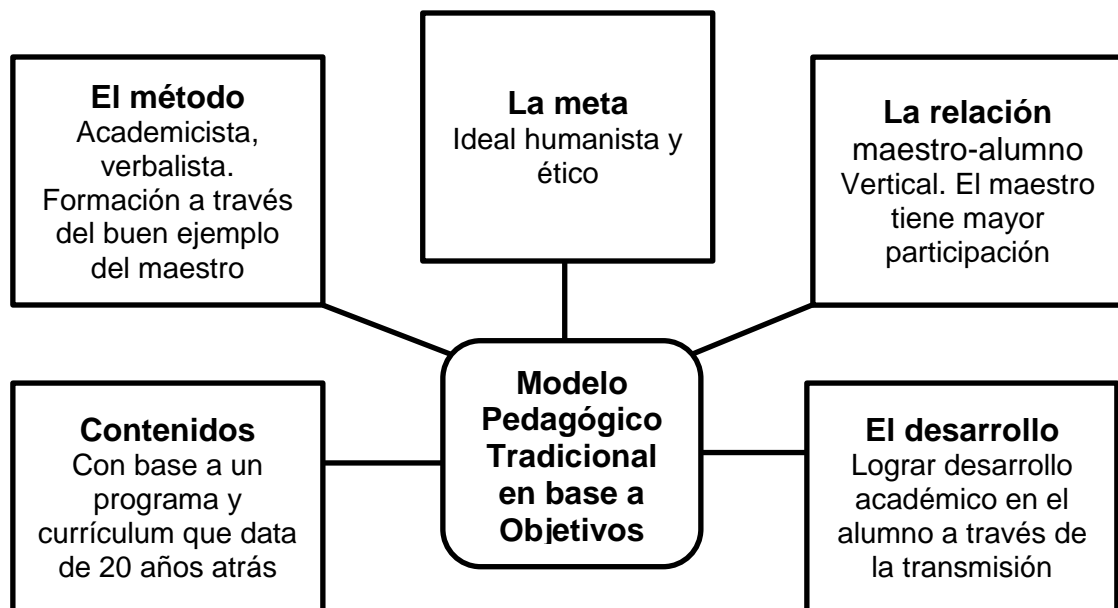 El método
Academicista,
verbalista.
Formación a través
del buen ejemplo
del maestro
La meta
Ideal humanista y
ético
La relación
maestro-alumno
Vertical. El maestro
tiene mayor
participación
Contenidos
Con base a un
programa y
currículum que data
de 20 años atrás
Modelo
Pedagógico
Tradicional
en base a
Objetivos
El desarrollo
Lograr desarrollo
académico en el
alumno a través de
la transmisión